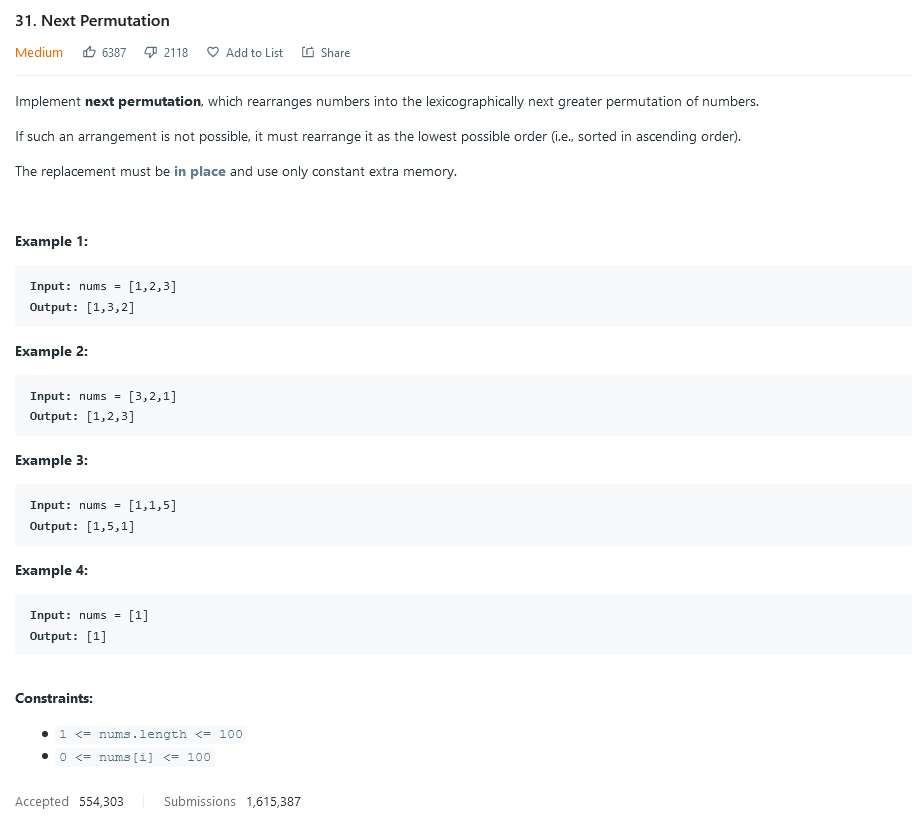 31. Next Permutation
Medium 6387 2118 Add to List Share
Implement next permutation, which rearranges numbers into the lexicographically next greater permutation of numbers.
If such an arrangement is not possible, it must rearrange it as the lowest possible order (i.e., sorted in ascending order).
The replacement must be in place and use only constant extra memory.
Example 1:
Input: nums = [1,2,3]
Output: [1,3,2]
Example 2:
Input: nums = [3,2,1]
Output: [1,2,3]
Example 3:
Input: nums = [1,1,5]
Output: [1,5,1]
Example 4:
Input: nums = [1]
Output: [1]
Constraints:
1 <= nums.length <= 100
0 <= nums[i] <= 100
Accepted 554,303 Submissions 1,615,387